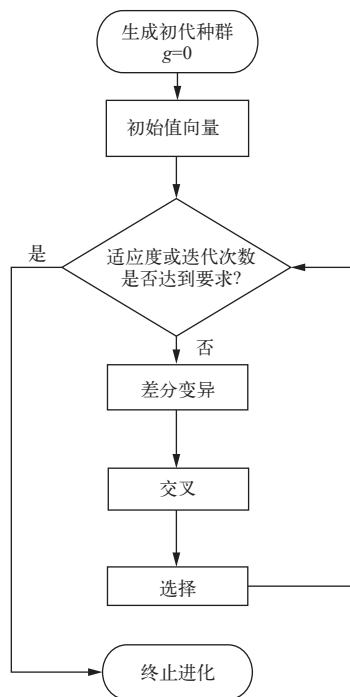 生成初代种群
g=0
初始值向量
适应度或迭代次数
是否达到要求?
是
否
差分变异
交叉
选择
终止进化